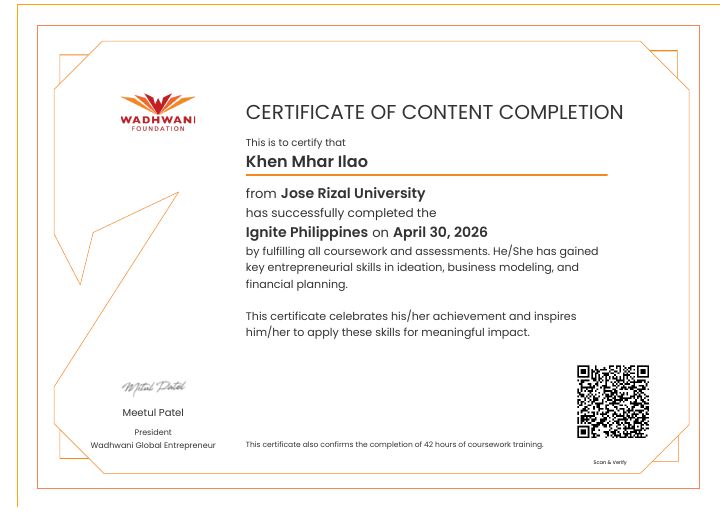 WADHWANI
FOUNDATION
CERTIFICATE OF CONTENT COMPLETION
This is to certify that
Khen Mhar Ilao
from Jose Rizal University
has successfully completed the
Ignite Philippines on April 30, 2026
by fulfilling all coursework and assessments. He/She has gained
key entrepreneurial skills in ideation, business modeling, and
financial planning.
This certificate celebrates his/her achievement and inspires
him/her to apply these skills for meaningful impact.
Mitul Patel
Meetul Patel
President
Wadhwani Global Entrepreneur
This certificate also confirms the completion of 42 hours of coursework training.
Scan & Verify